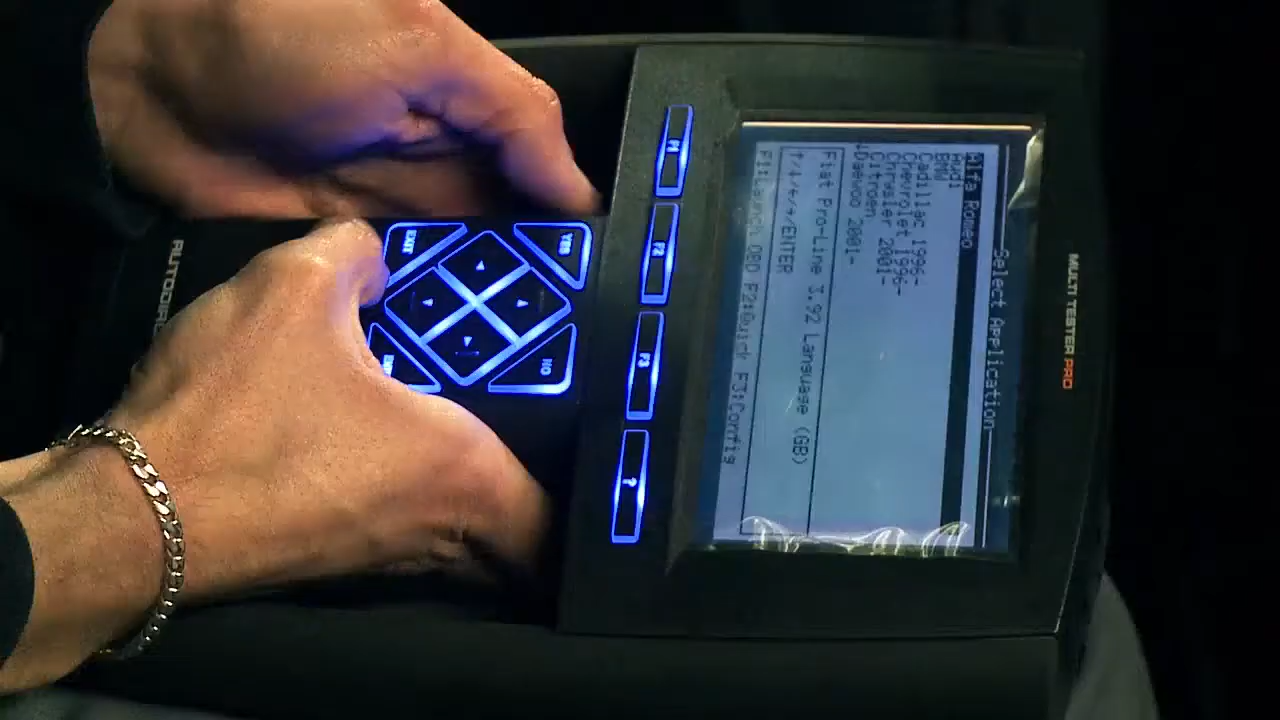 MULTI TESTER PRO
Select Application
Alfa Romeo
Audi
BMW
Cadillac 1996-
Chevrolet 1996-
Chrysler 2001-
Citroen
↓Daewoo 2001-
Fiat Pro-Line 3.92 Language (GB)
↑/↓/←/→/ENTER
F1:Launch OBD F2:Quick F3:Config
F1
F2
F3
?
YES
NO
EXIT